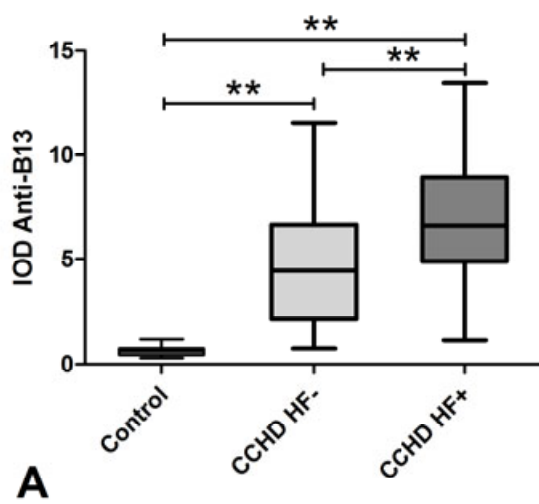 **
**
**
15
10
5
0
IOD Anti-B13
Control
CCHD HF-
CCHD HF+
A